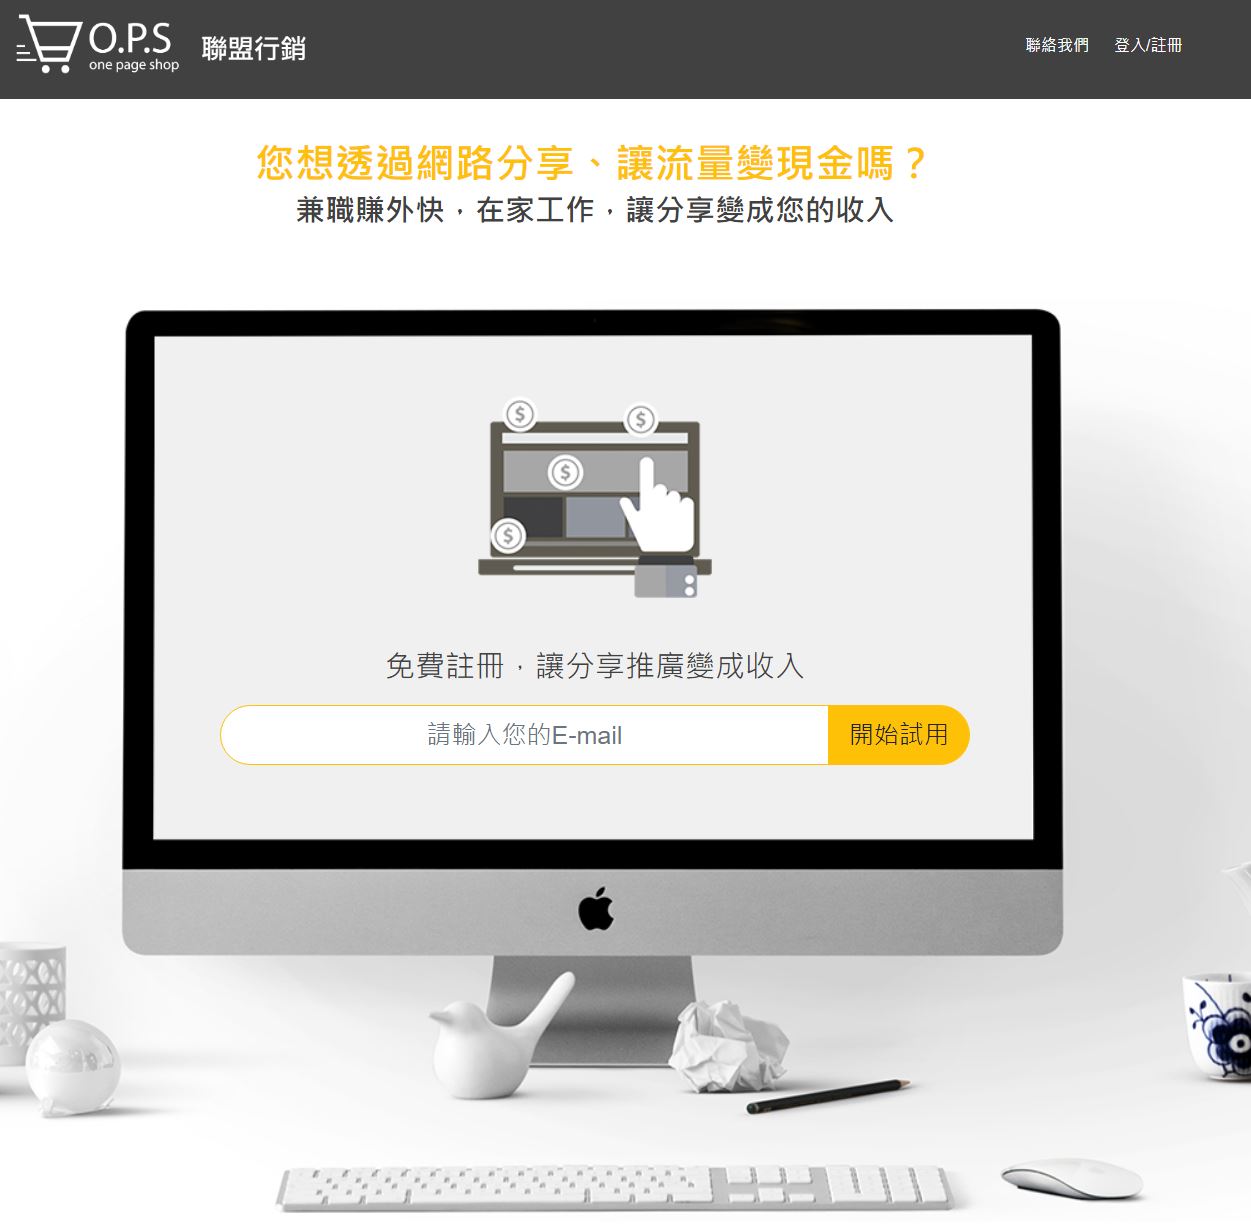 O.P.S
one page shop
聯盟行銷
聯絡我們
登入/註冊
您想透過網路分享、讓流量變現金嗎？
兼職賺外快，在家工作，讓分享變成您的收入
$
$
$
$
免費註冊，讓分享推廣變成收入
請輸入您的E-mail
開始試用